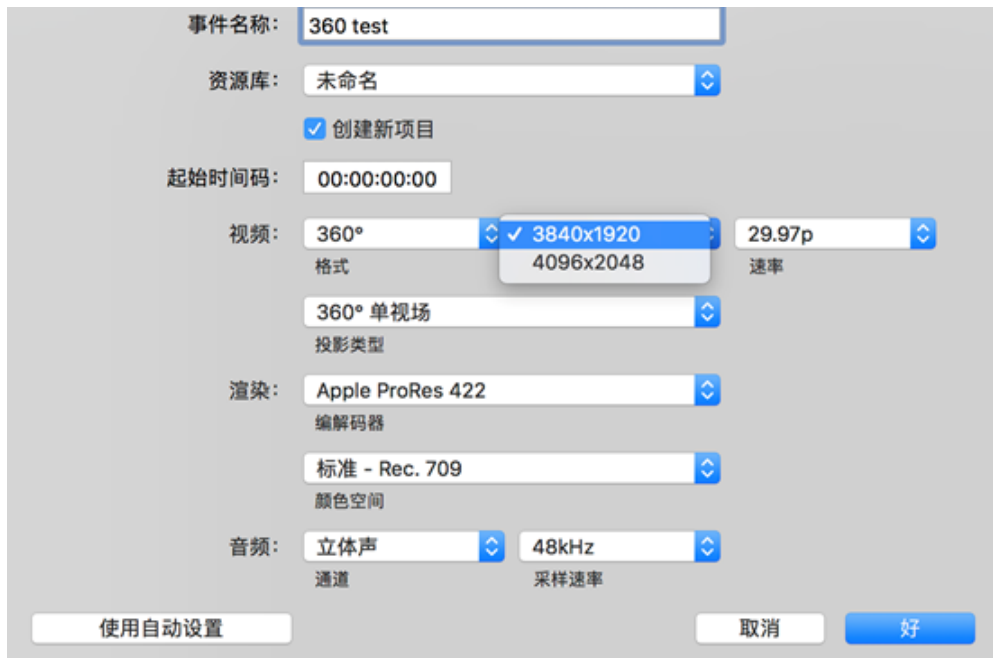 事件名称： 360 test
资源库： 未命名
创建新项目
起始时间码： 00:00:00:00
视频： 360° 3840x1920 29.97p
格式 4096x2048 速率
360° 单视场
投影类型
渲染： Apple ProRes 422
编解码器
标准 - Rec. 709
颜色空间
音频： 立体声 48kHz
通道 采样速率
使用自动设置 取消 好